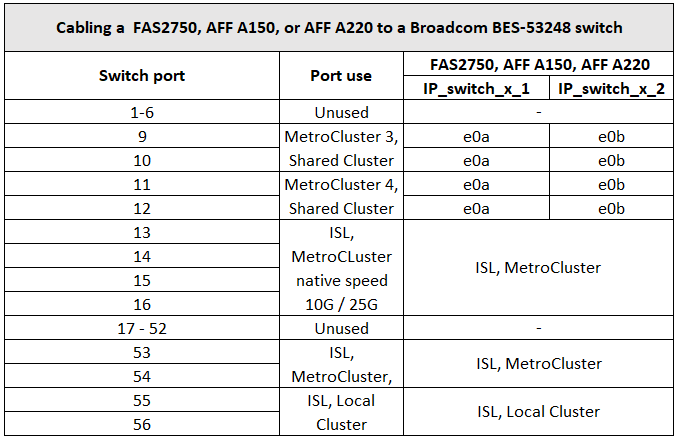 Cabling a  FAS2750, AFF A150, or AFF A220 to a Broadcom BES-53248 switch
Switch port
Port use
FAS2750, AFF A150, AFF A220
IP_switch_x_1
IP_switch_x_2
1-6
Unused
-
9
MetroCluster 3,
e0a
e0b
10
Shared Cluster
e0a
e0b
11
MetroCluster 4,
e0a
e0b
12
Shared Cluster
e0a
e0b
13
ISL,
14
MetroCLuster
ISL, MetroCluster
15
native speed
16
10G / 25G
17 - 52
Unused
-
53
ISL,
ISL, MetroCluster
54
MetroCluster,
55
ISL, Local
ISL, Local Cluster
56
Cluster